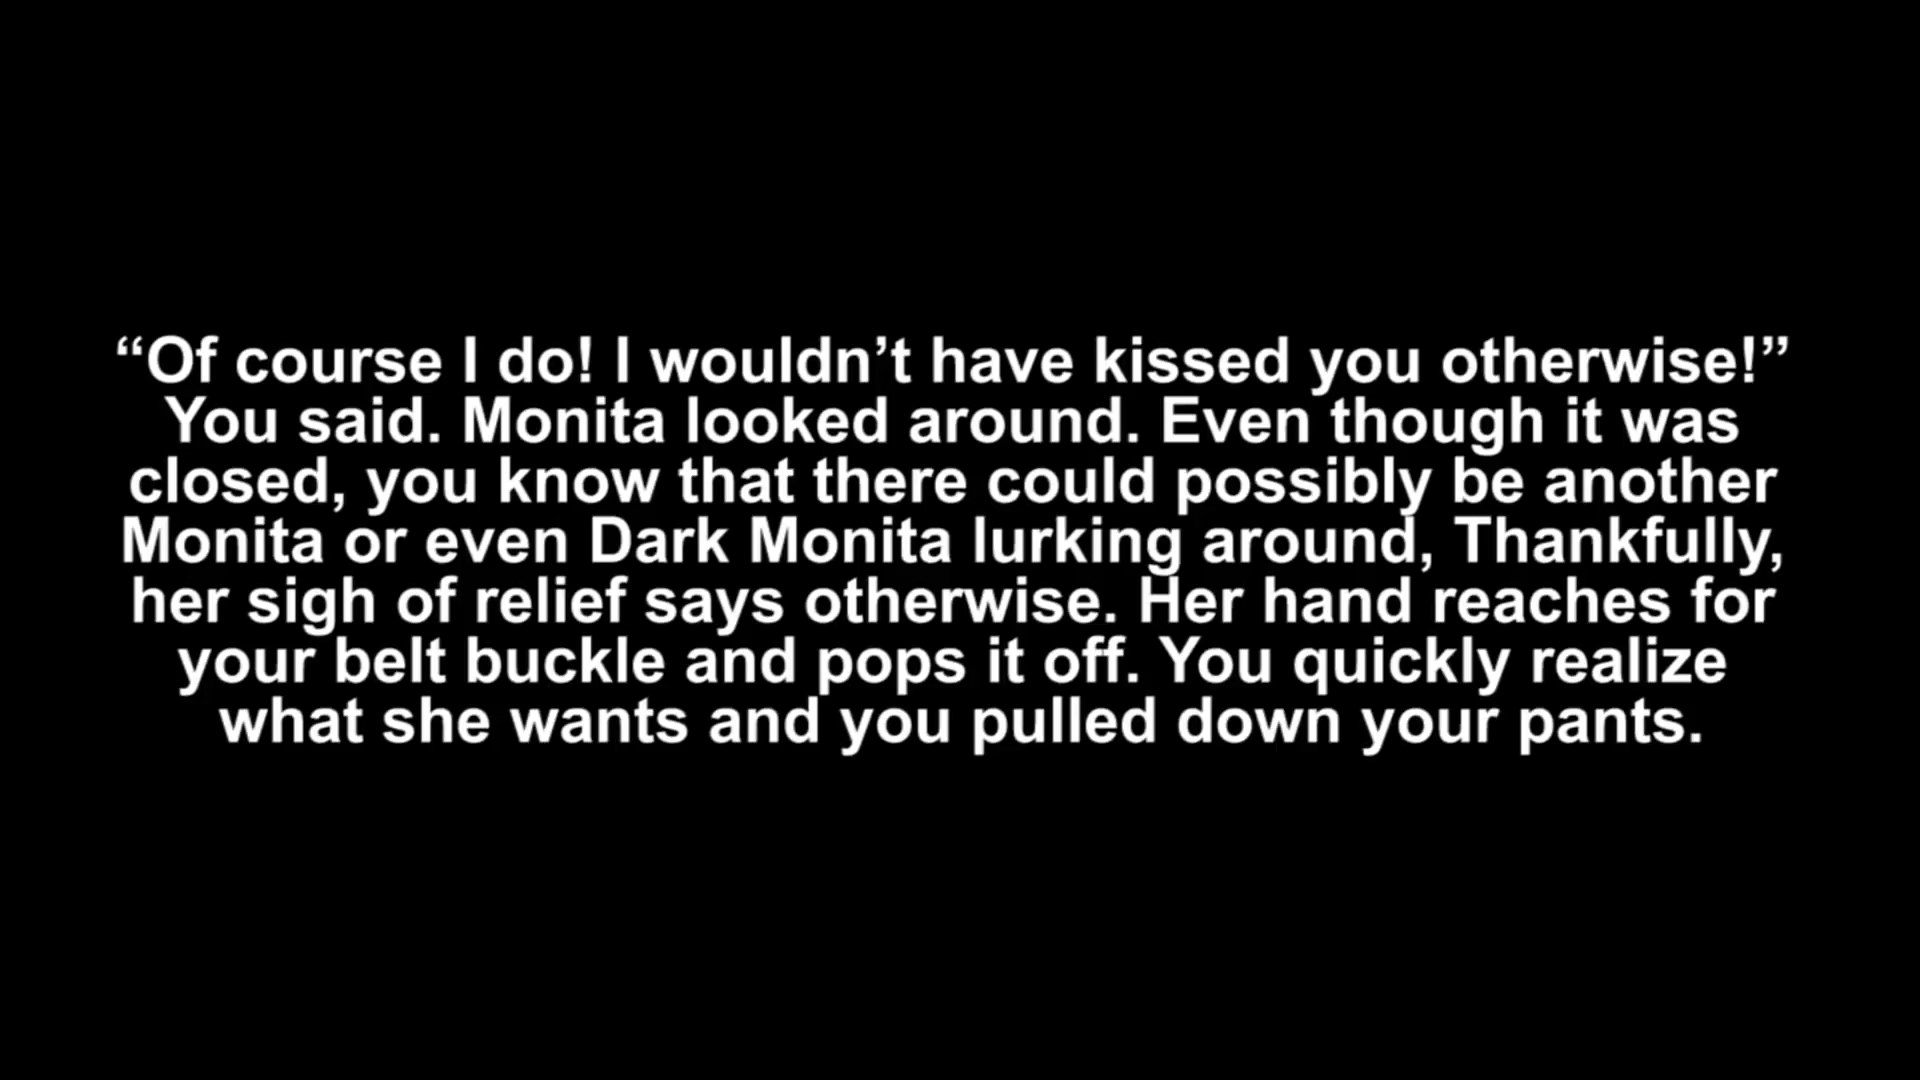 “Of course I do! I wouldn’t have kissed you otherwise!”
You said. Monita looked around. Even though it was
closed, you know that there could possibly be another
Monita or even Dark Monita lurking around, Thankfully,
her sigh of relief says otherwise. Her hand reaches for
your belt buckle and pops it off. You quickly realize
what she wants and you pulled down your pants.